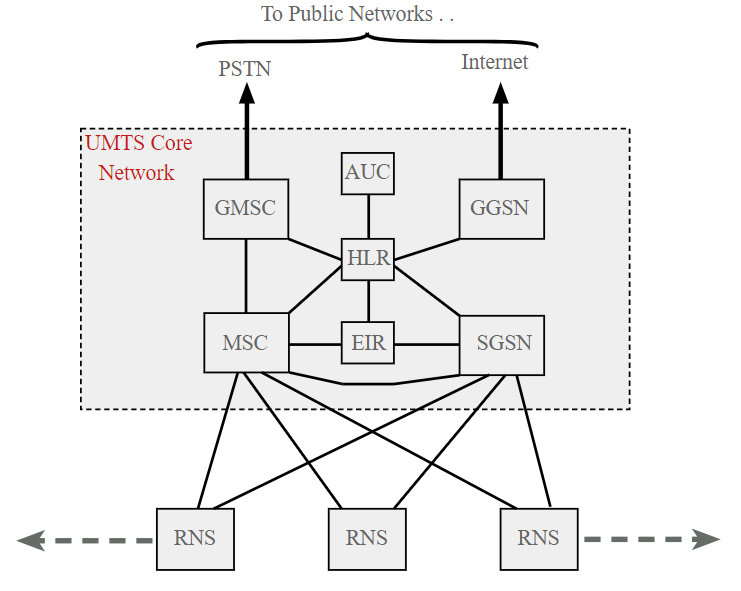 To Public Networks . .
PSTN
Internet
UMTS Core
Network
AUC
GMSC
GGSN
HLR
MSC
EIR
SGSN
RNS
RNS
RNS